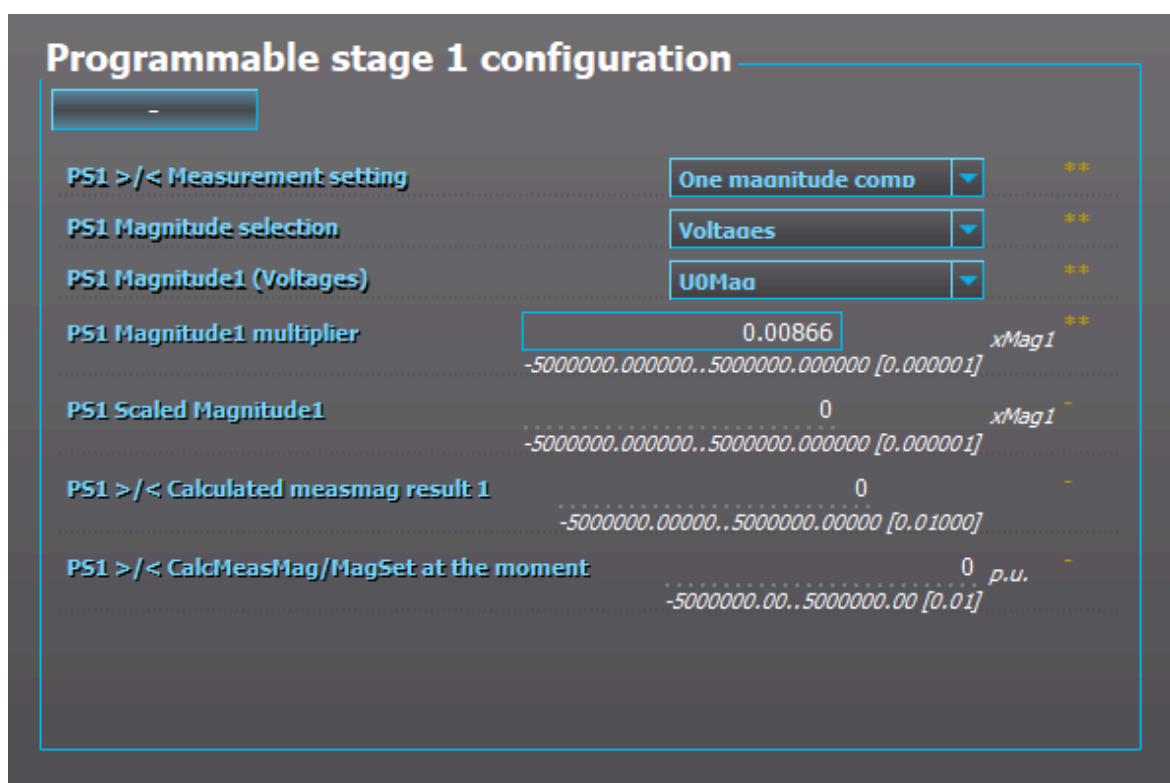 Programmable stage 1 configuration
-
PS1 >/< Measurement setting One magnitude comp **
PS1 Magnitude selection Voltages **
PS1 Magnitude1 (Voltages) U0Mag **
PS1 Magnitude1 multiplier 0.00866 xMag1 **
-5000000.000000..5000000.000000 [0.000001]
PS1 Scaled Magnitude1 0 xMag1 -
-5000000.000000..5000000.000000 [0.000001]
PS1 >/< Calculated measmag result 1 0 -
-5000000.00000..5000000.00000 [0.01000]
PS1 >/< CalcMeasMag/MagSet at the moment 0 p.u. -
-5000000.00..5000000.00 [0.01]